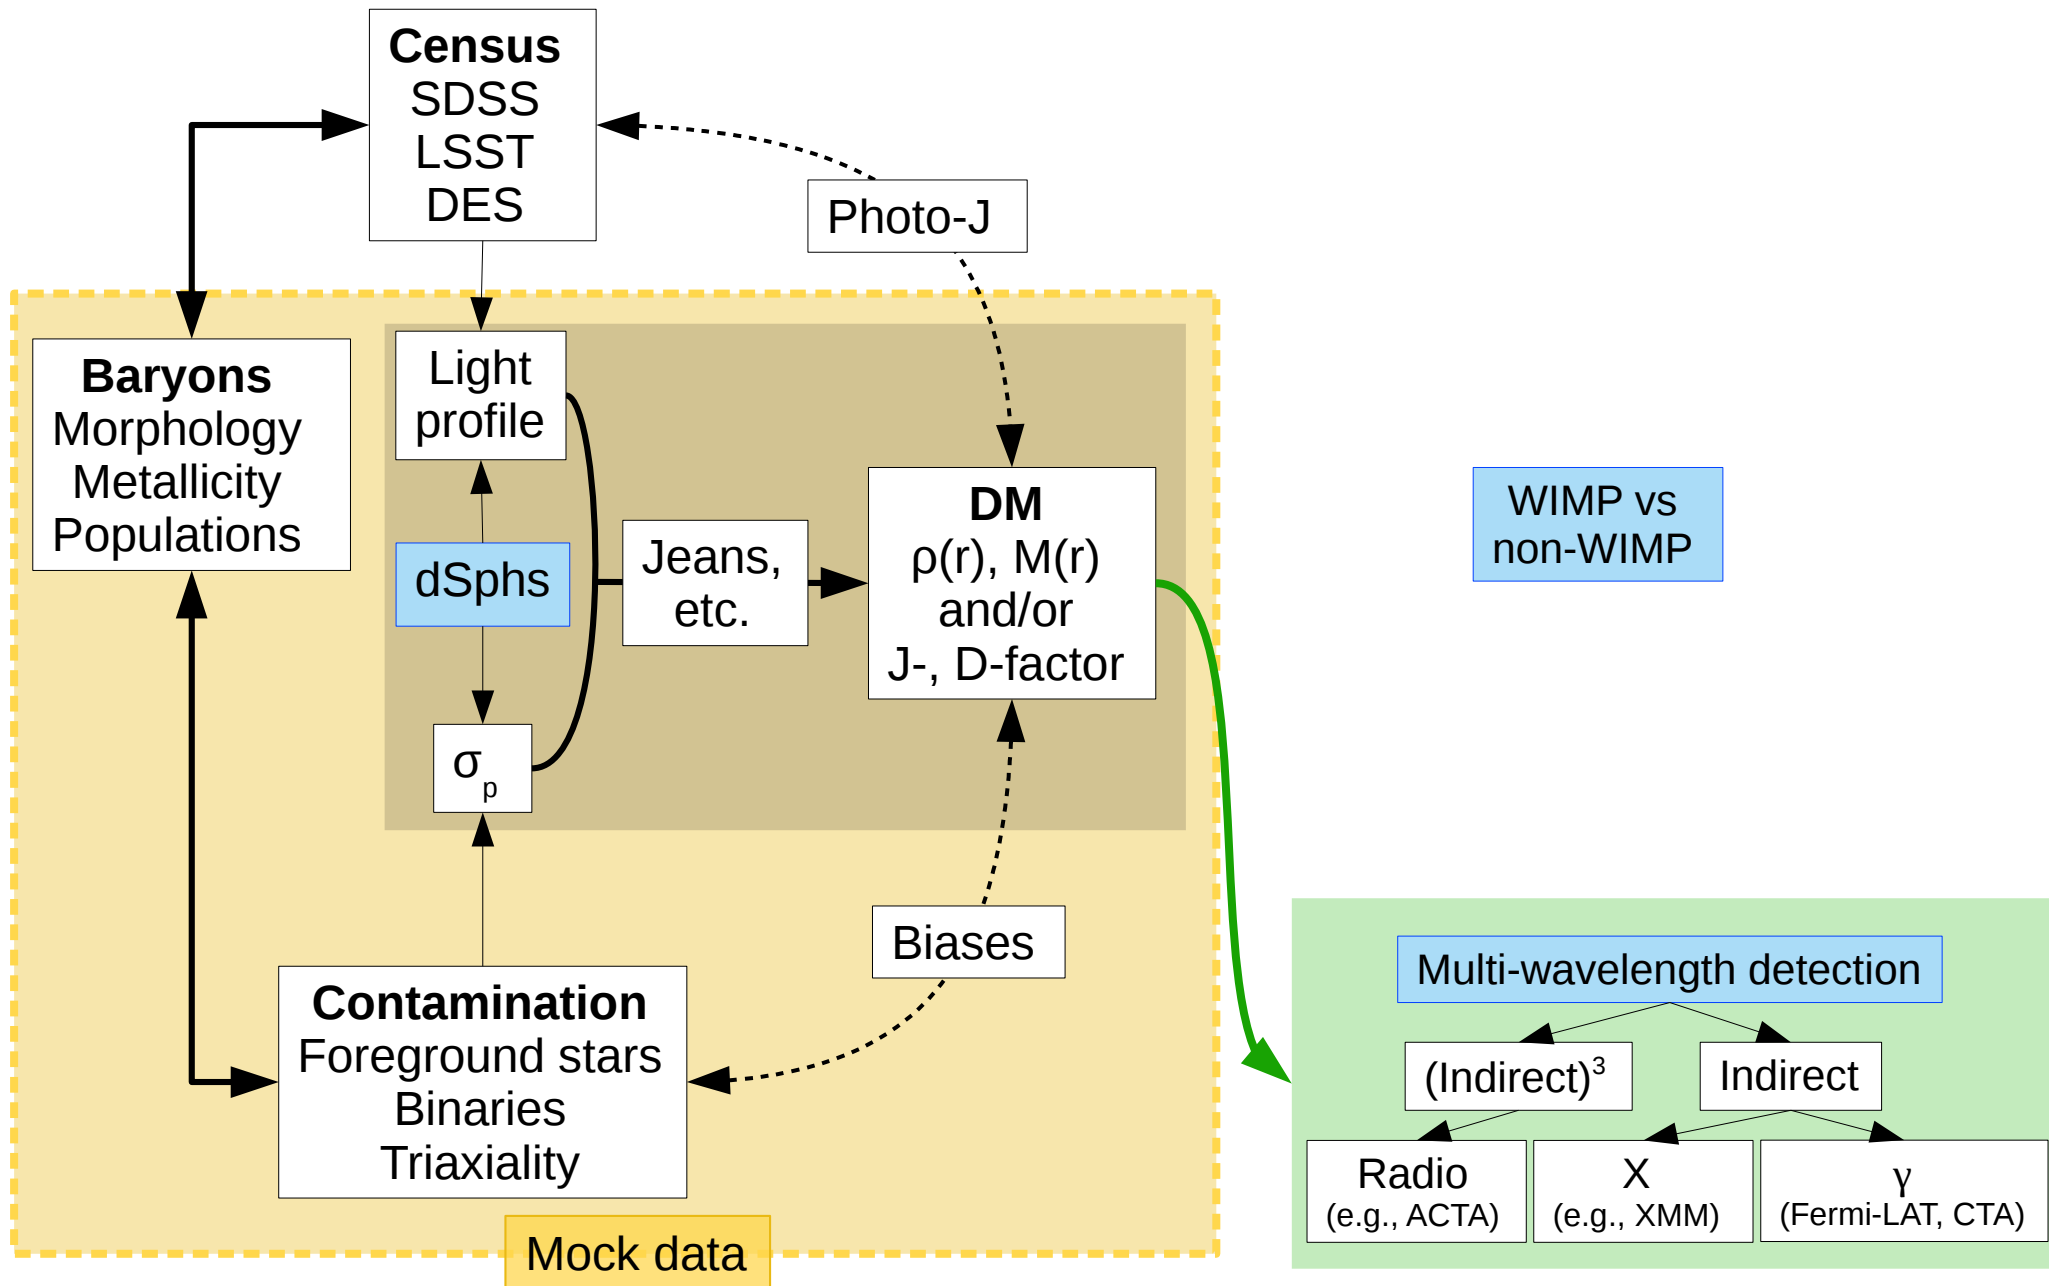 Census
SDSS
LSST
DES
Photo-J
Baryons
Morphology
Metallicity
Populations
Light
profile
dSphs
σp
Jeans,
etc.
DM
ρ(r), M(r)
and/or
J-, D-factor
WIMP vs
non-WIMP
Biases
Contamination
Foreground stars
Binaries
Triaxiality
Mock data
Multi-wavelength detection
(Indirect)³
Indirect
Radio
(e.g., ACTA)
X
(e.g., XMM)
γ
(Fermi-LAT, CTA)